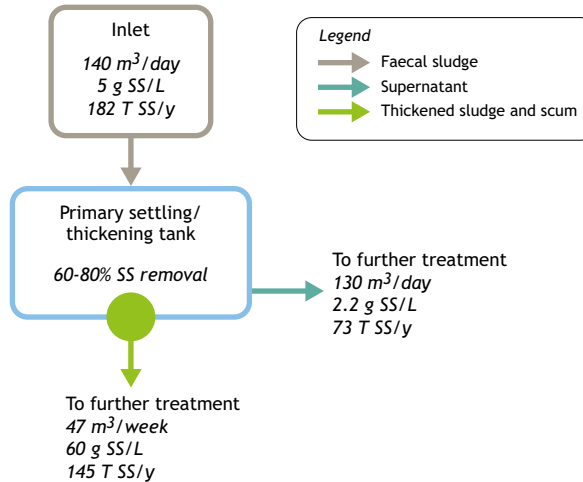 Inlet
140 m³/day
5 g SS/L
182 T SS/y
Legend
Faecal sludge
Supernatant
Thickened sludge and scum
Primary settling/
thickening tank
60-80% SS removal
To further treatment
130 m³/day
2.2 g SS/L
73 T SS/y
To further treatment
47 m³/week
60 g SS/L
145 T SS/y